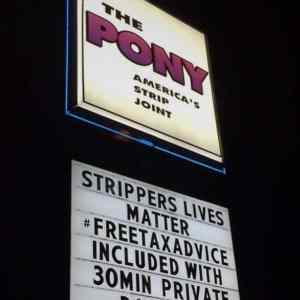 THE
PONY
AMERICA'S
STRIP
JOINT
STRIPPERS LIVES
MATTER
#FREETAXADVICE
INCLUDED WITH
30MIN PRIVATE